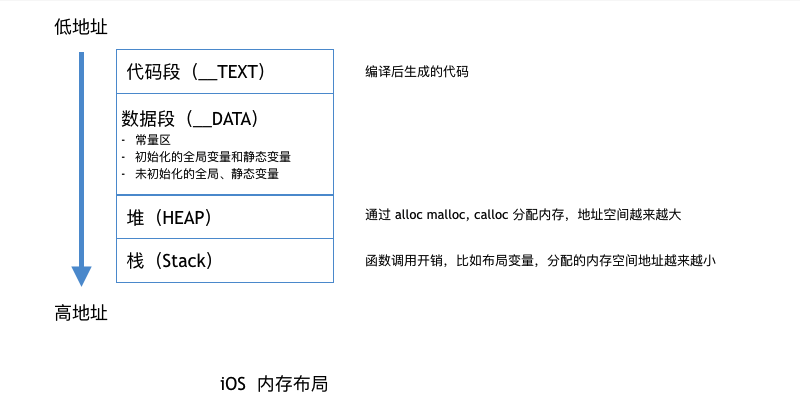 低地址
代码段（__TEXT）
编译后生成的代码
数据段（__DATA）
- 常量区
- 初始化的全局变量和静态变量
- 未初始化的全局、静态变量
堆（HEAP）
通过 alloc malloc, calloc 分配内存，地址空间越来越大
栈（Stack）
函数调用开销，比如布局变量，分配的内存空间地址越来越小
高地址
iOS 内存布局